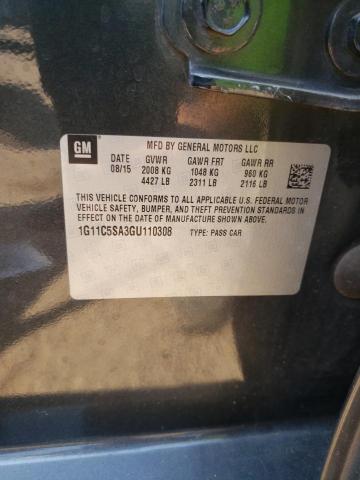 GM
MFD BY GENERAL MOTORS LLC
DATE GVWR GAWR FRT GAWR RR
08/15 2008 KG 1048 KG 960 KG
4427 LB 2311 LB 2116 LB
THIS VEHICLE CONFORMS TO ALL APPLICABLE U.S. FEDERAL MOTOR
VEHICLE SAFETY, BUMPER, AND THEFT PREVENTION STANDARDS
IN EFFECT ON THE DATE OF MANUFACTURE SHOWN ABOVE.
1G11C5SA3GU110308 TYPE: PASS CAR